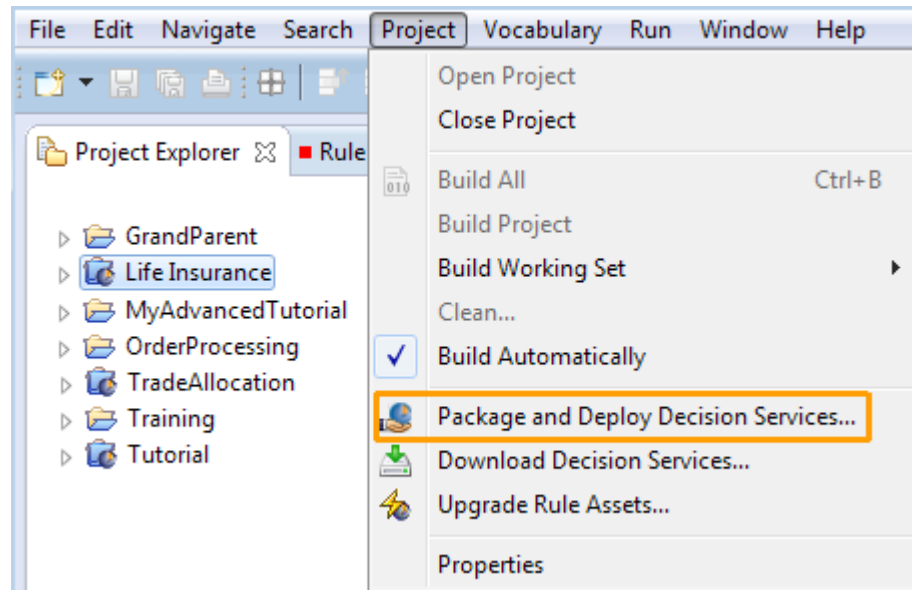 File Edit Navigate Search Project Vocabulary Run Window Help
Project Explorer Rule
GrandParent
Life Insurance
MyAdvancedTutorial
OrderProcessing
TradeAllocation
Training
Tutorial
Open Project
Close Project
010
Build All Ctrl+B
Build Project
Build Working Set
Clean...
Build Automatically
Package and Deploy Decision Services...
Download Decision Services...
Upgrade Rule Assets...
Properties